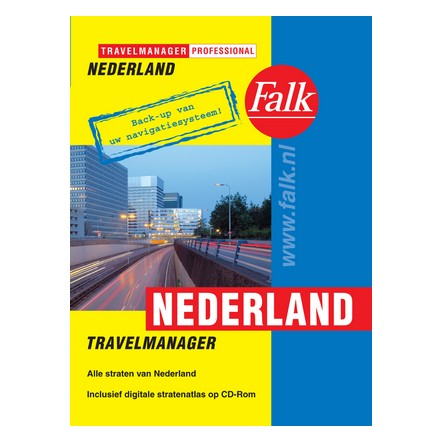 TRAVELMANAGER PROFESSIONAL
NEDERLAND
Falk
Back-up van
uw navigatiesysteem!
www.falk.nl
NEDERLAND
TRAVELMANAGER
Alle straten van Nederland
Inclusief digitale stratenatlas op CD-Rom